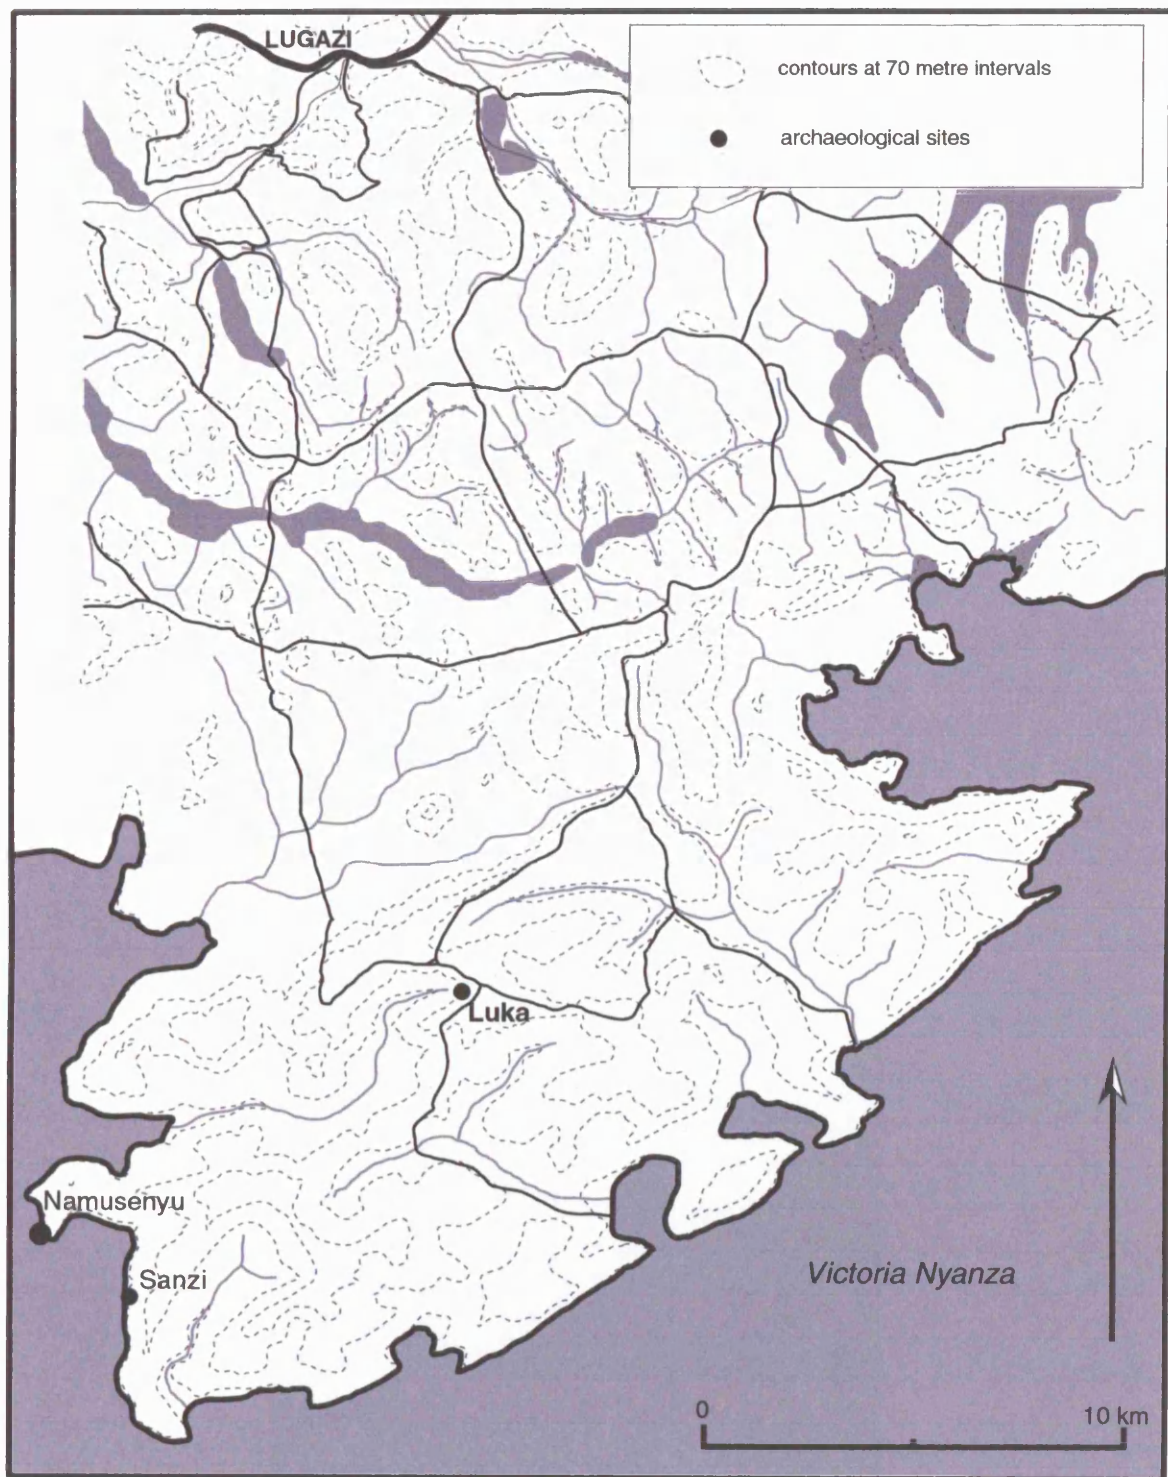 LUGAZI
contours at 70 metre intervals
archaeological sites
Luka
Namusenyu
Sanzi
Victoria Nyanza
0
10 km